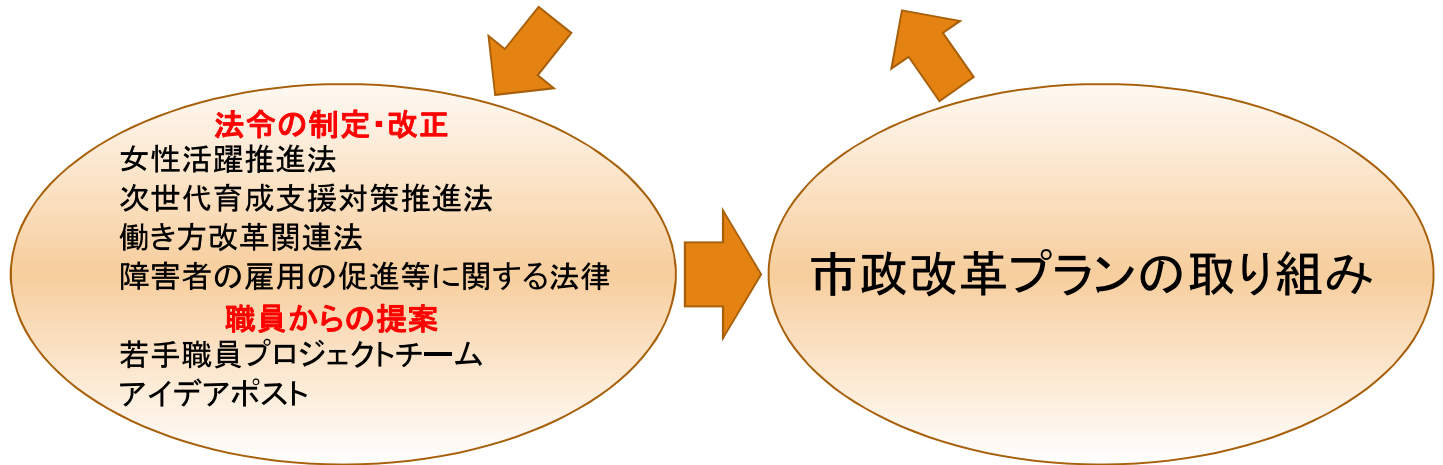 法令の制定・改正
女性活躍推進法
次世代育成支援対策推進法
働き方改革関連法
障害者の雇用の促進等に関する法律
職員からの提案
若手職員プロジェクトチーム
アイデアポスト
市政改革プランの取り組み